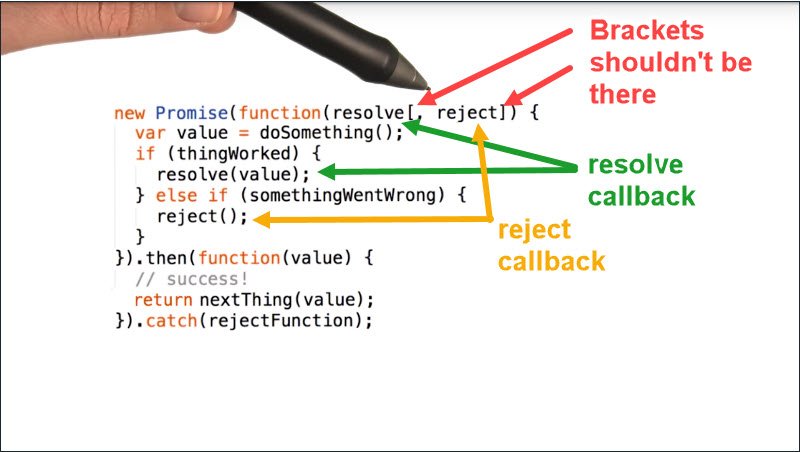 Brackets
shouldn't be
there
new Promise(function(resolve[, reject]) {
var value = doSomething();
if (thingWorked) {
resolve(value);
} else if (somethingWentWrong) {
reject();
}
}).then(function(value) {
// success!
return nextThing(value);
}).catch(rejectFunction);
resolve
callback
reject
callback